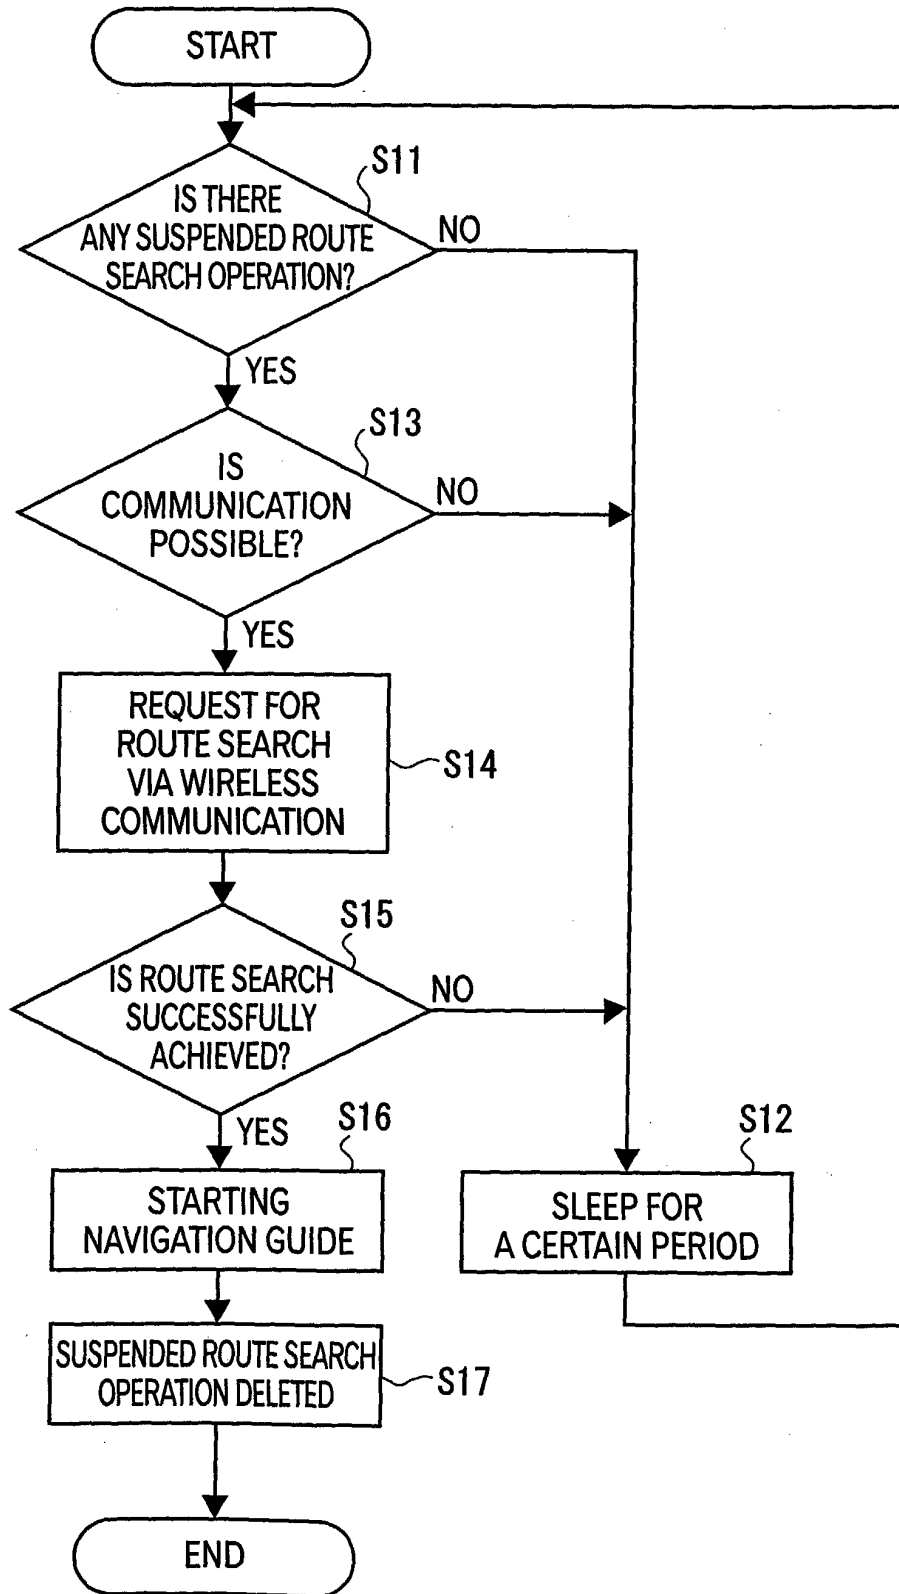 START
S11
IS THERE
ANY SUSPENDED ROUTE
SEARCH OPERATION?
NO
YES
S13
IS
COMMUNICATION
POSSIBLE?
NO
YES
REQUEST FOR
ROUTE SEARCH
VIA WIRELESS
COMMUNICATION
S14
S15
IS ROUTE SEARCH
SUCCESSFULLY
ACHIEVED?
NO
YES
S16
STARTING
NAVIGATION GUIDE
S12
SLEEP FOR
A CERTAIN PERIOD
SUSPENDED ROUTE SEARCH
OPERATION DELETED
S17
END